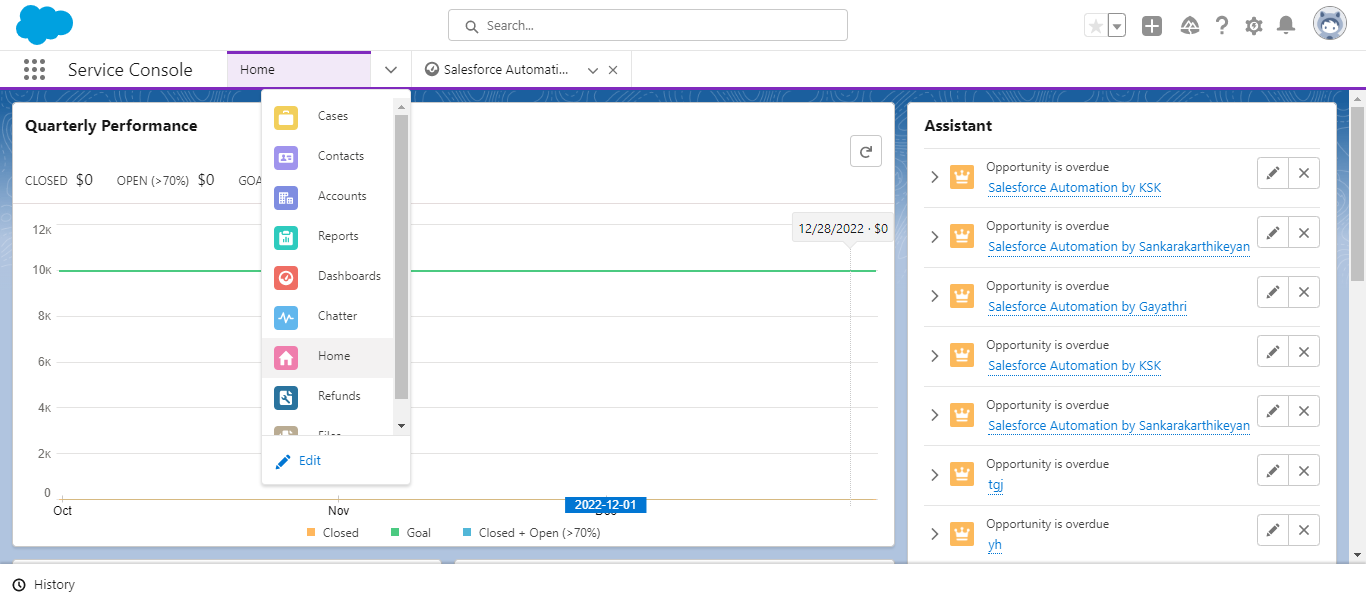 Search...
Service Console
Home
Salesforce Automati...
Quarterly Performance
CLOSED $0 OPEN (>70%) $0 GOA
12/28/2022 · $0
12K
10K
8K
6K
4K
2K
0
Oct
Nov
2022-12-01
Closed
Goal
Closed + Open (>70%)
Cases
Contacts
Accounts
Reports
Dashboards
Chatter
Home
Refunds
Files
Edit
Assistant
Opportunity is overdue
Salesforce Automation by KSK
Opportunity is overdue
Salesforce Automation by Sankarakarthikeyan
Opportunity is overdue
Salesforce Automation by Gayathri
Opportunity is overdue
Salesforce Automation by KSK
Opportunity is overdue
Salesforce Automation by Sankarakarthikeyan
Opportunity is overdue
tgj
Opportunity is overdue
yh
History